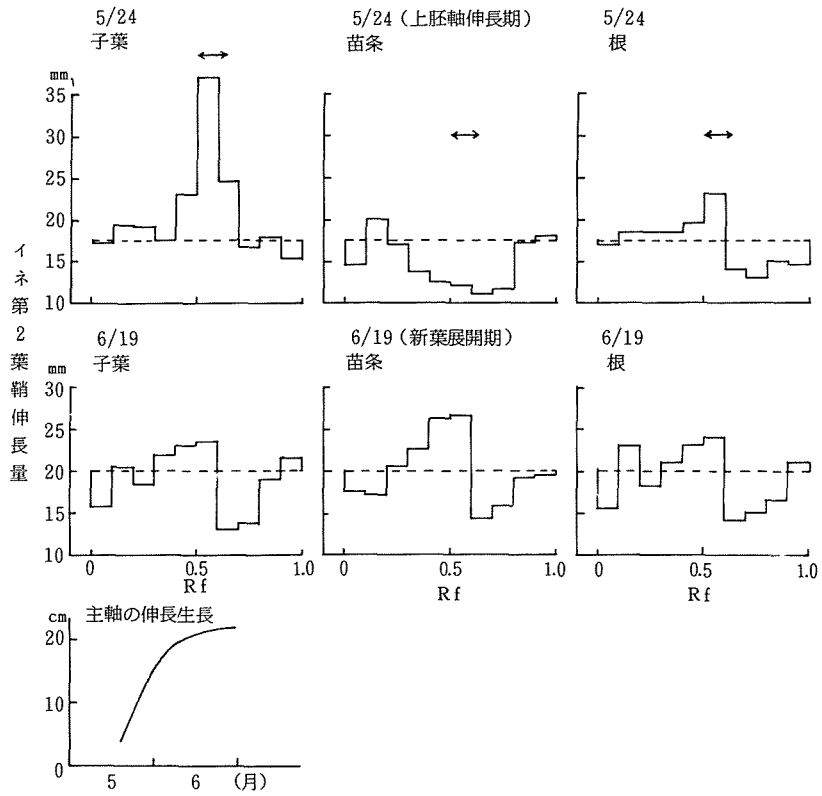 5/24
子葉
5/24（上胚軸伸長期）
苗条
5/24
根
mm
35
30
25
20
15
10
イネ第2葉鞘伸長量
6/19
子葉
6/19（新葉展開期）
苗条
6/19
根
mm
30
25
20
15
10
0 0.5 1.0
Rf
0 0.5 1.0
Rf
0 0.5 1.0
Rf
cm 主軸の伸長生長
20
10
0
5 6 (月)